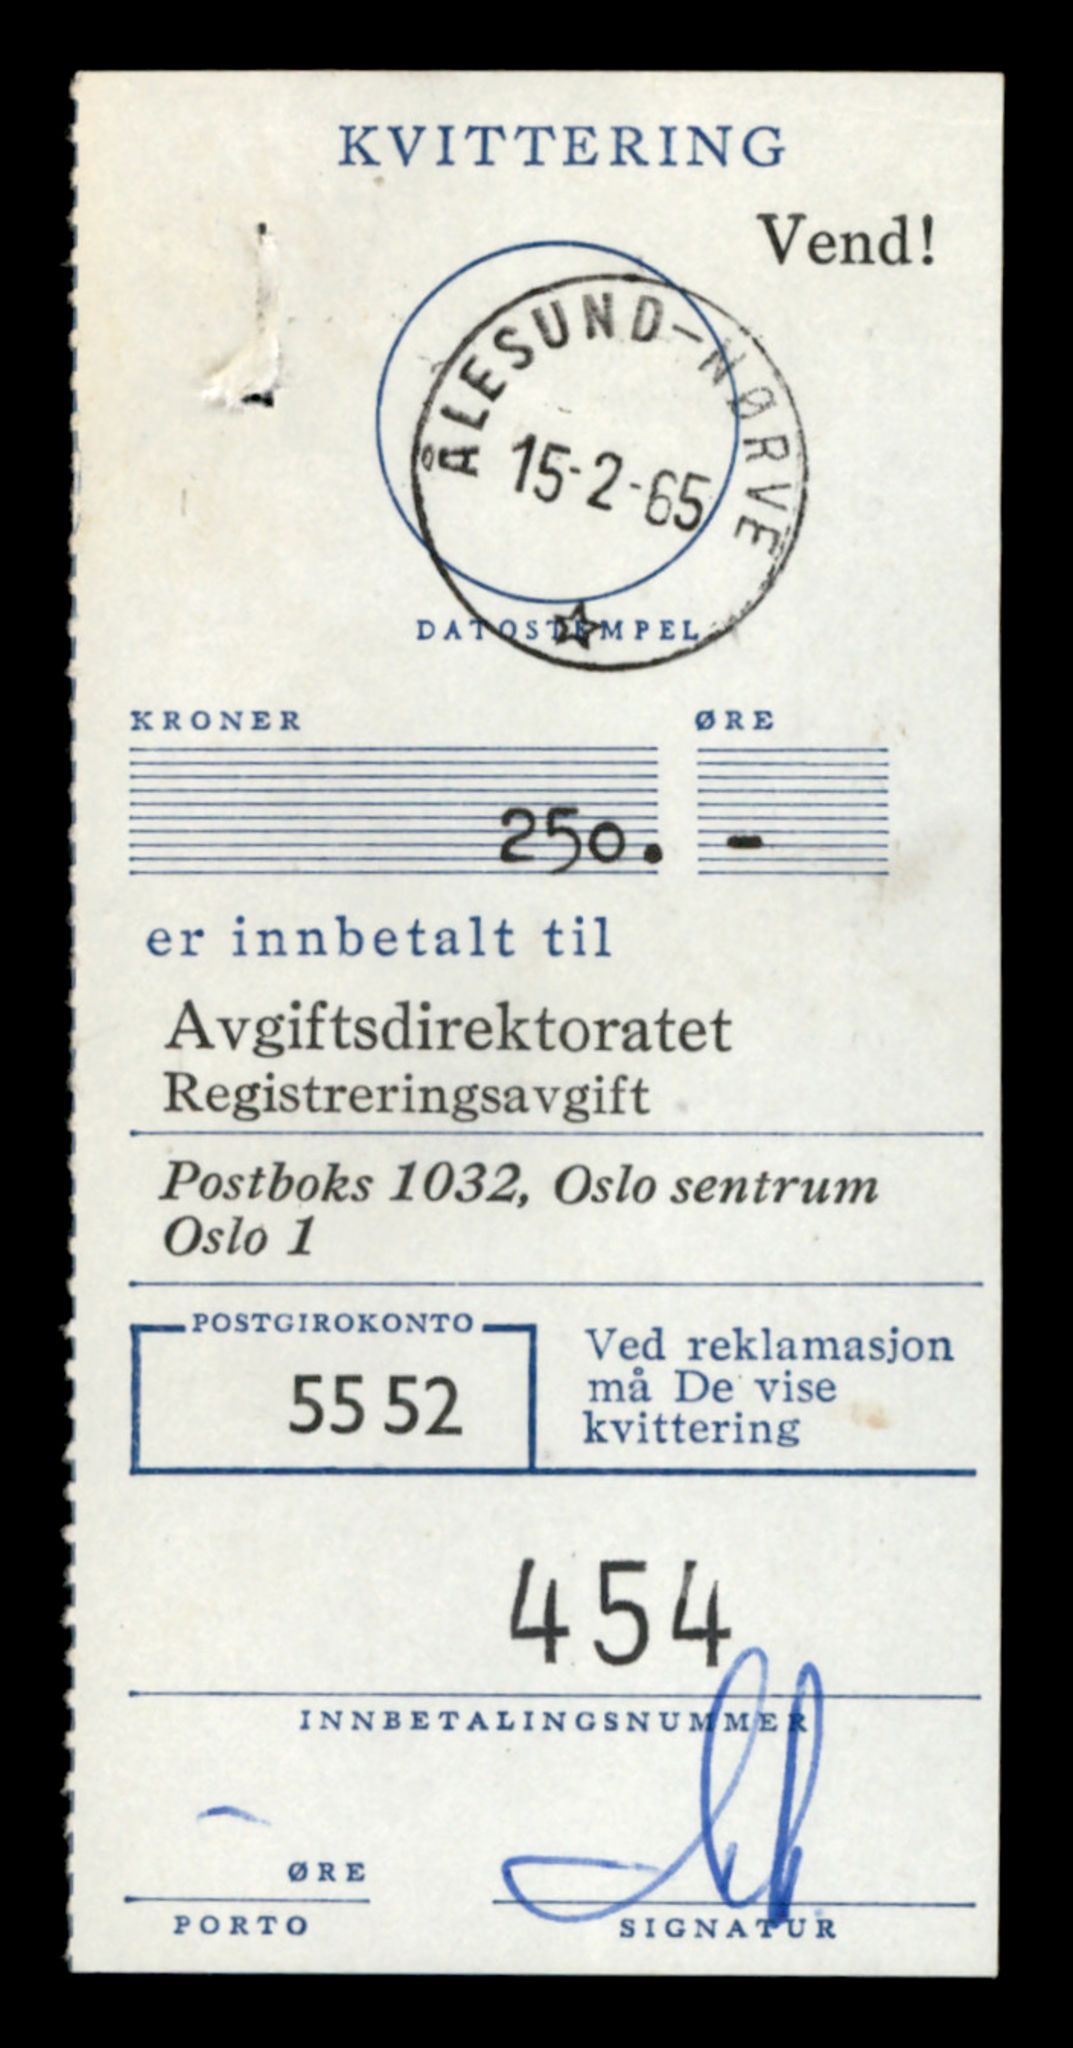 KVITTERING
Vend!
ÅLESUND-NØRVE
15-2-65
DATOSTEMPEL
KRONER ØRE
250. -
er innbetalt til
Avgiftsdirektoratet
Registreringsavgift
Postboks 1032, Oslo sentrum
Oslo 1
POSTGIROKONTO
55 52
Ved reklamasjon
må De vise
kvittering
454
INNBETALINGSNUMMER
-
ØRE
PORTO
SIGNATUR